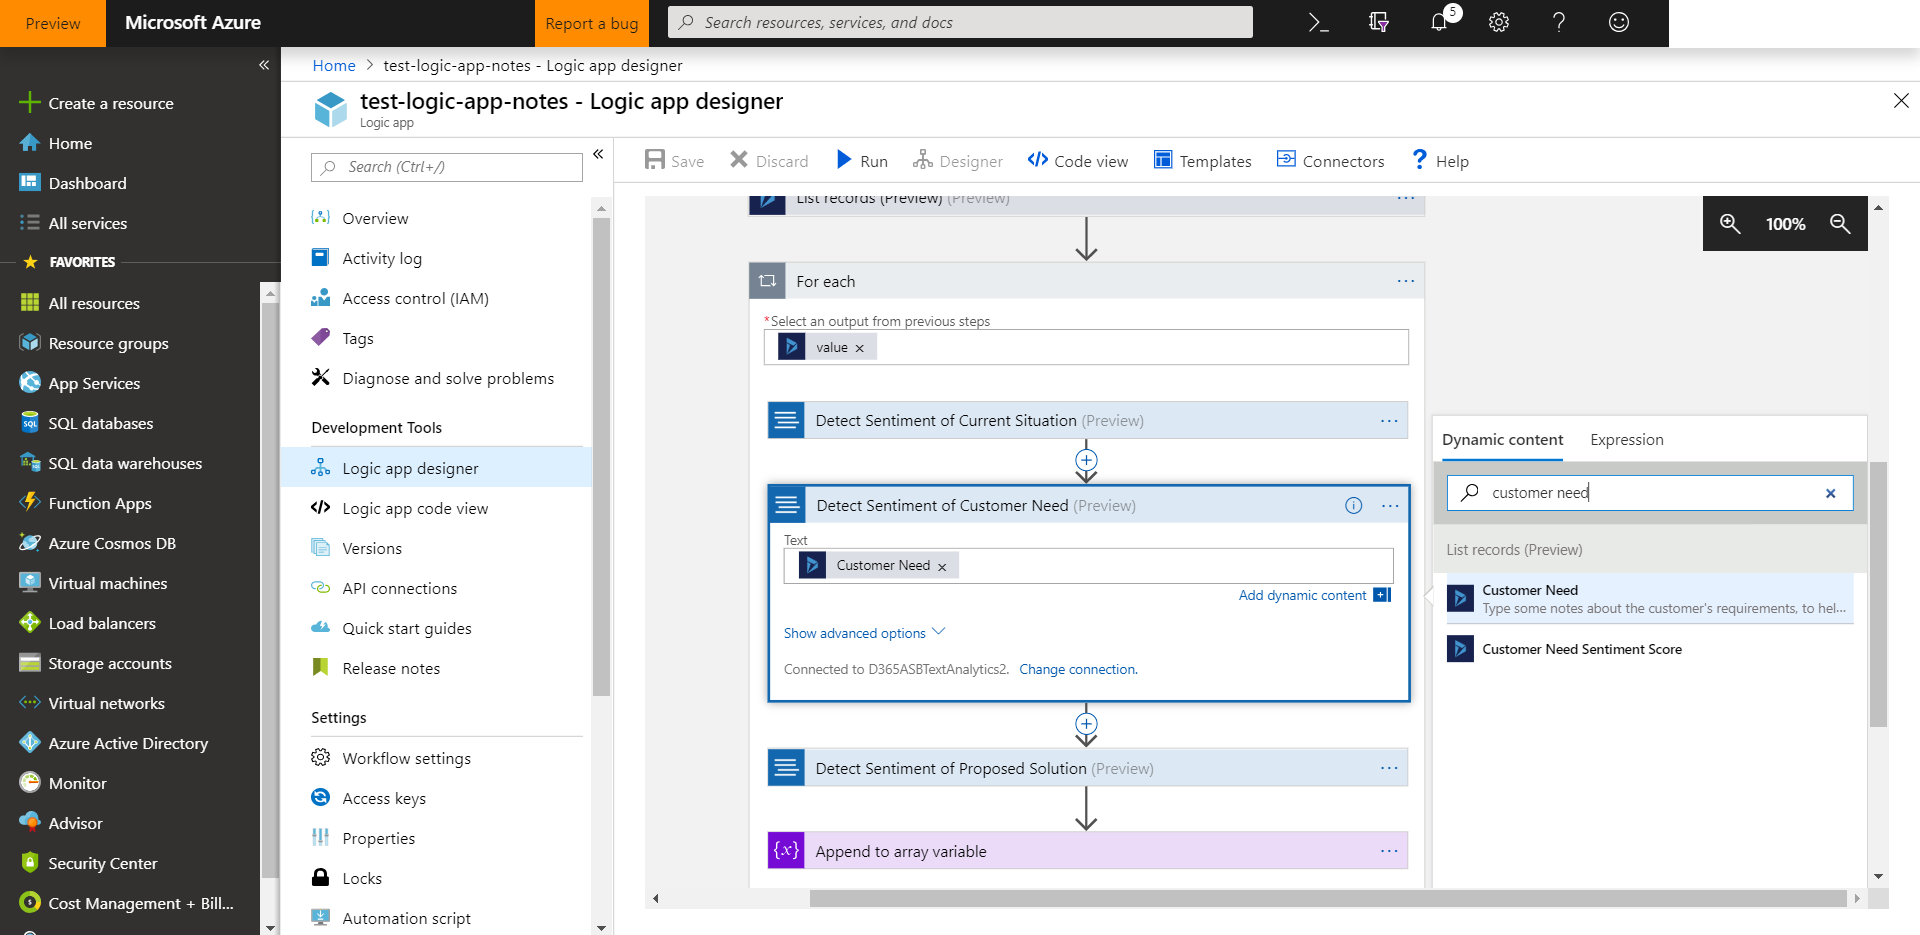 Preview
Microsoft Azure
Report a bug
Search resources, services, and docs
5
Home > test-logic-app-notes - Logic app designer
test-logic-app-notes - Logic app designer
Logic app
Create a resource
Home
Dashboard
All services
FAVORITES
All resources
Resource groups
App Services
SQL databases
SQL data warehouses
Function Apps
Azure Cosmos DB
Virtual machines
Load balancers
Storage accounts
Virtual networks
Azure Active Directory
Monitor
Advisor
Security Center
Cost Management + Bill...
Search (Ctrl+/)
Overview
Activity log
Access control (IAM)
Tags
Diagnose and solve problems
Development Tools
Logic app designer
Logic app code view
Versions
API connections
Quick start guides
Release notes
Settings
Workflow settings
Access keys
Properties
Locks
Automation script
Save
Discard
Run
Designer
Code view
Templates
Connectors
Help
List records (Preview) (Preview)
100%
For each
*Select an output from previous steps
value ×
Detect Sentiment of Current Situation (Preview)
Detect Sentiment of Customer Need (Preview)
Text
Customer Need ×
Add dynamic content
Show advanced options
Connected to D365ASBTextAnalytics2. Change connection.
Detect Sentiment of Proposed Solution (Preview)
{x} Append to array variable
Dynamic content
Expression
customer need
List records (Preview)
Customer Need
Type some notes about the customer's requirements, to hel...
Customer Need Sentiment Score